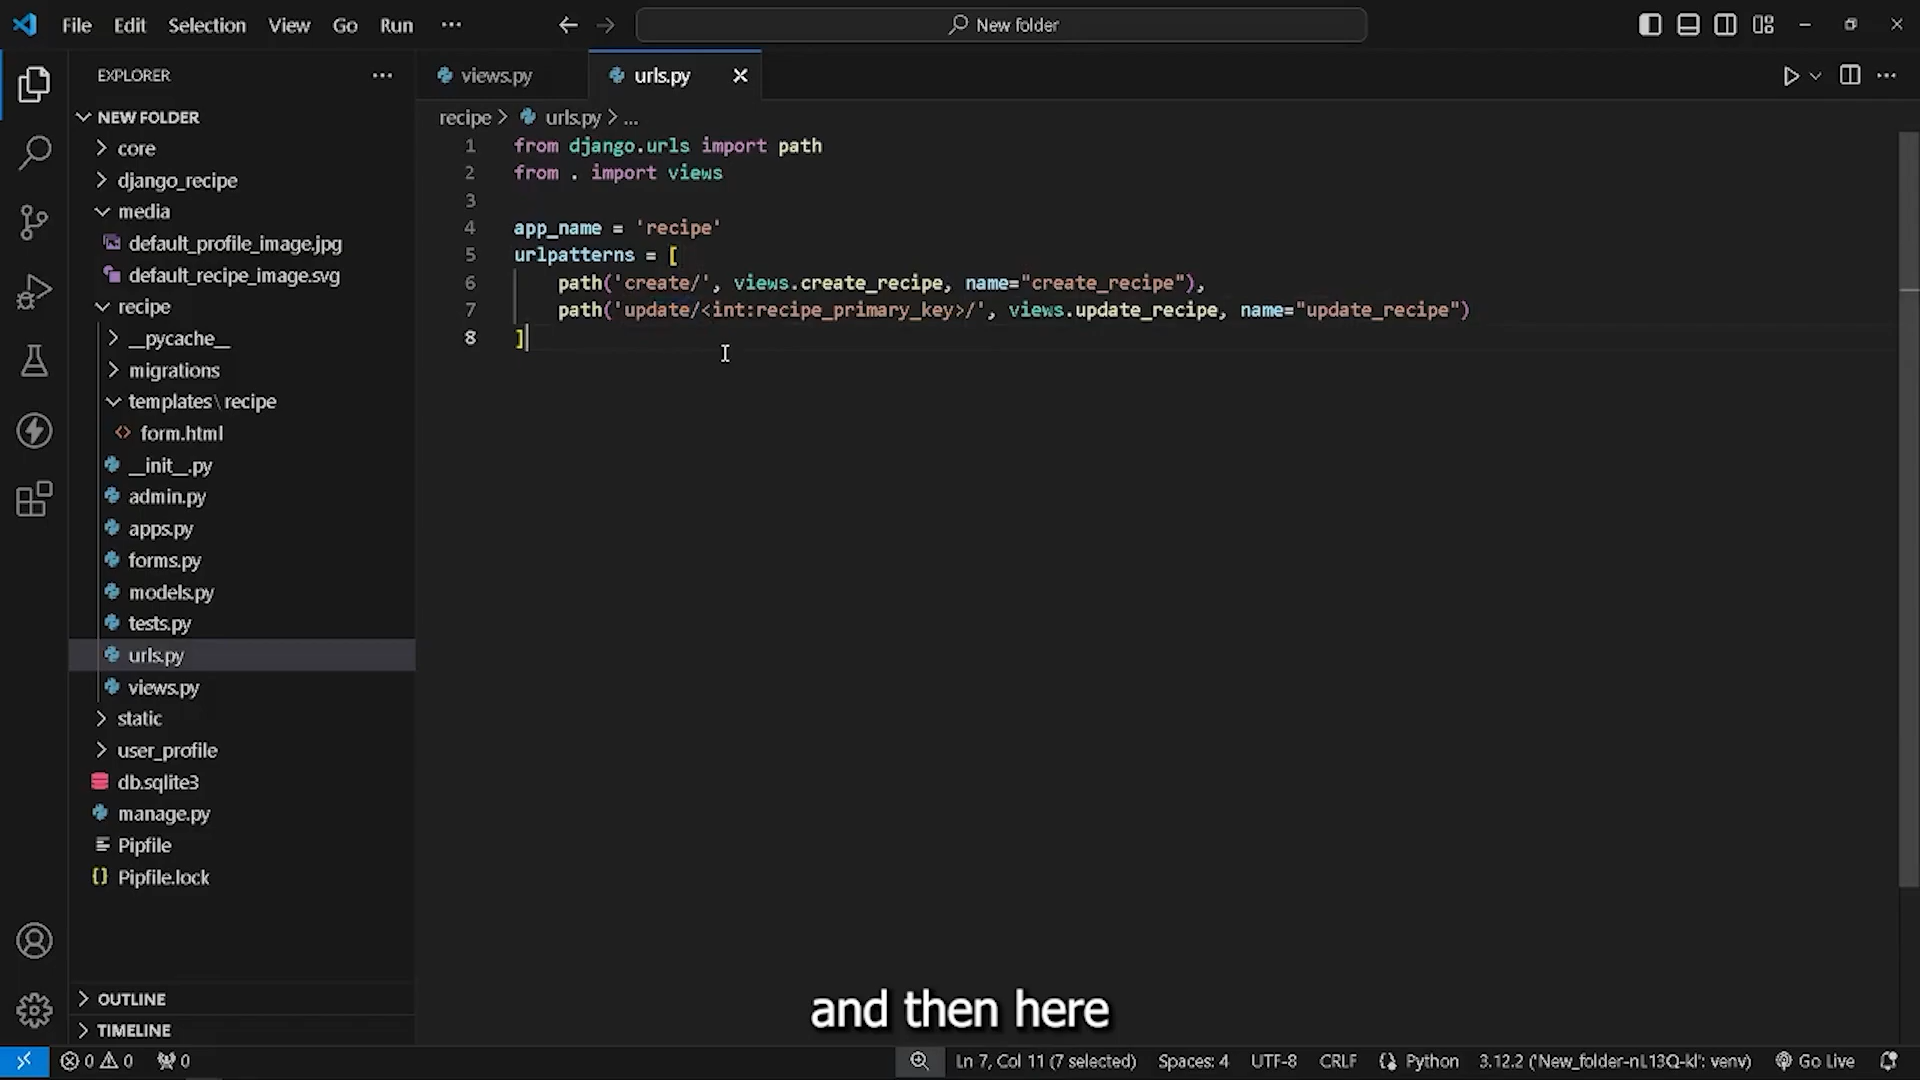 File Edit Selection View Go Run ...
New folder
EXPLORER
NEW FOLDER
core
django_recipe
media
default_profile_image.jpg
default_recipe_image.svg
recipe
__pycache__
migrations
templates\recipe
form.html
__init__.py
admin.py
apps.py
forms.py
models.py
tests.py
urls.py
views.py
static
user_profile
db.sqlite3
manage.py
Pipfile
Pipfile.lock
OUTLINE
TIMELINE
views.py urls.py
recipe > urls.py > ...
1 from django.urls import path
2 from . import views
3
4 app_name = 'recipe'
5 urlpatterns = [
6 path('create/', views.create_recipe, name="create_recipe"),
7 path('update/<int:recipe_primary_key>/', views.update_recipe, name="update_recipe")
8 ]
and then here
0 0 0 Ln 7, Col 11 (7 selected) Spaces: 4 UTF-8 CRLF Python 3.12.2 ('New_folder-nL13Q-kl': venv) Go Live